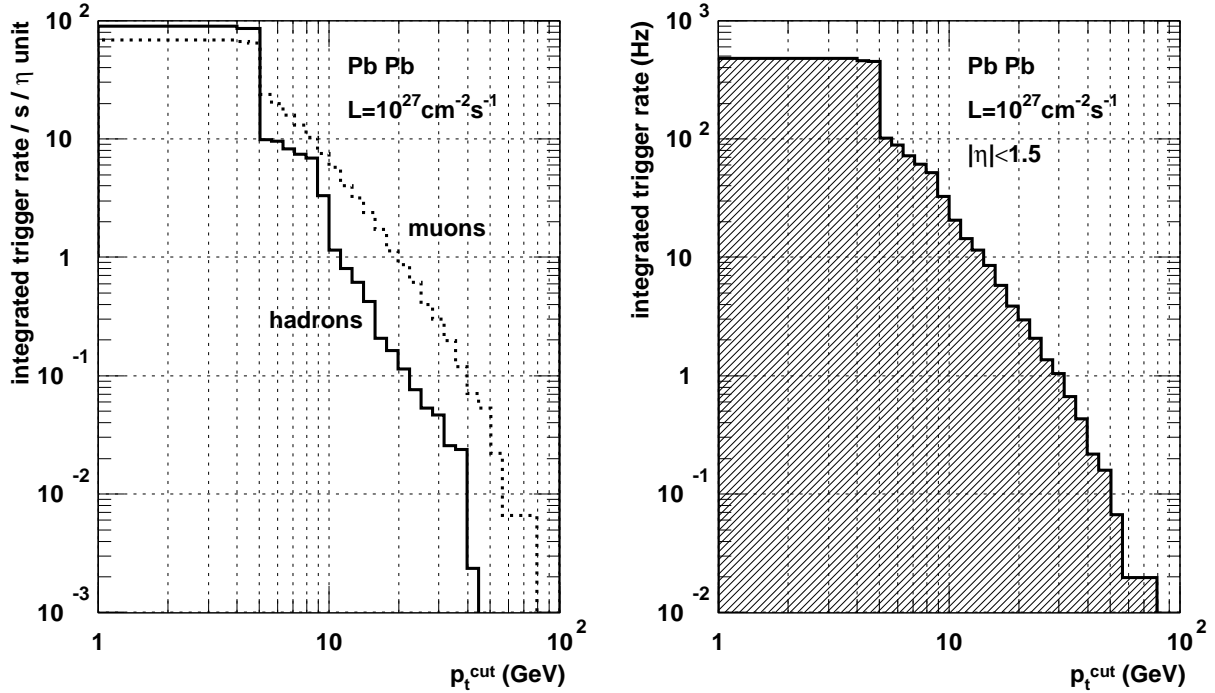 integrated trigger rate / s / η unit
10^2
10
1
10^-1
10^-2
10^-3
Pb Pb
L=10^27cm^-2s^-1
muons
hadrons
1
10
10^2
p_t^cut (GeV)
integrated trigger rate (Hz)
10^3
10^2
10
1
10^-1
10^-2
Pb Pb
L=10^27cm^-2s^-1
|η|<1.5
1
10
10^2
p_t^cut (GeV)